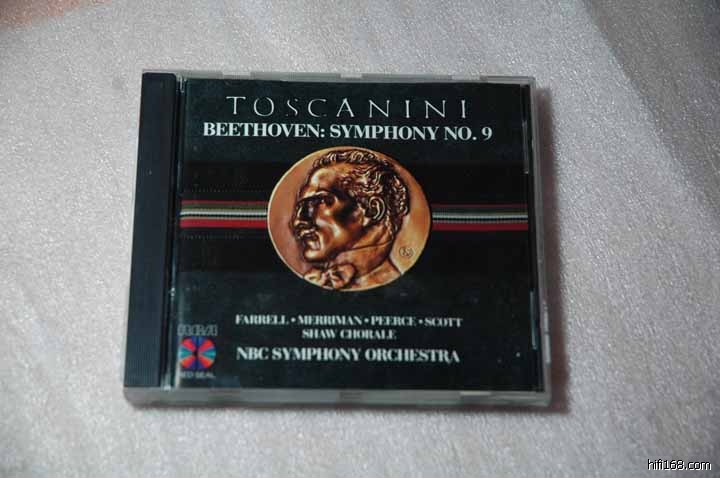 TOSCANINI
BEETHOVEN: SYMPHONY NO. 9
FARRELL • MERRIMAN • PEERCE • SCOTT
SHAW CHORALE
NBC SYMPHONY ORCHESTRA
RCA
RED SEAL
hifi168.com